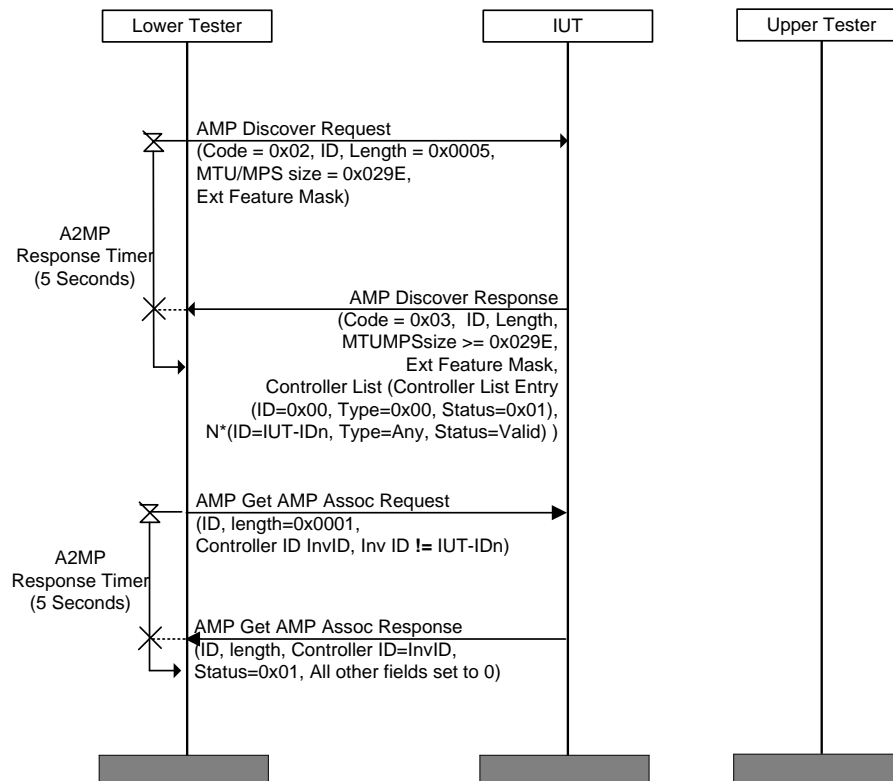 Lower Tester
IUT
Upper Tester
AMP Discover Request
(Code = 0x02, ID, Length = 0x0005,
MTU/MPS size = 0x029E,
Ext Feature Mask)
A2MP
Response Timer
(5 Seconds)
AMP Discover Response
(Code = 0x03, ID, Length,
MTUMPSsize >= 0x029E,
Ext Feature Mask,
Controller List (Controller List Entry
(ID=0x00, Type=0x00, Status=0x01),
N*(ID=IUT-IDn, Type=Any, Status=Valid) )
AMP Get AMP Assoc Request
(ID, length=0x0001,
Controller ID InvID, Inv ID != IUT-IDn)
A2MP
Response Timer
(5 Seconds)
AMP Get AMP Assoc Response
(ID, length, Controller ID=InvID,
Status=0x01, All other fields set to 0)